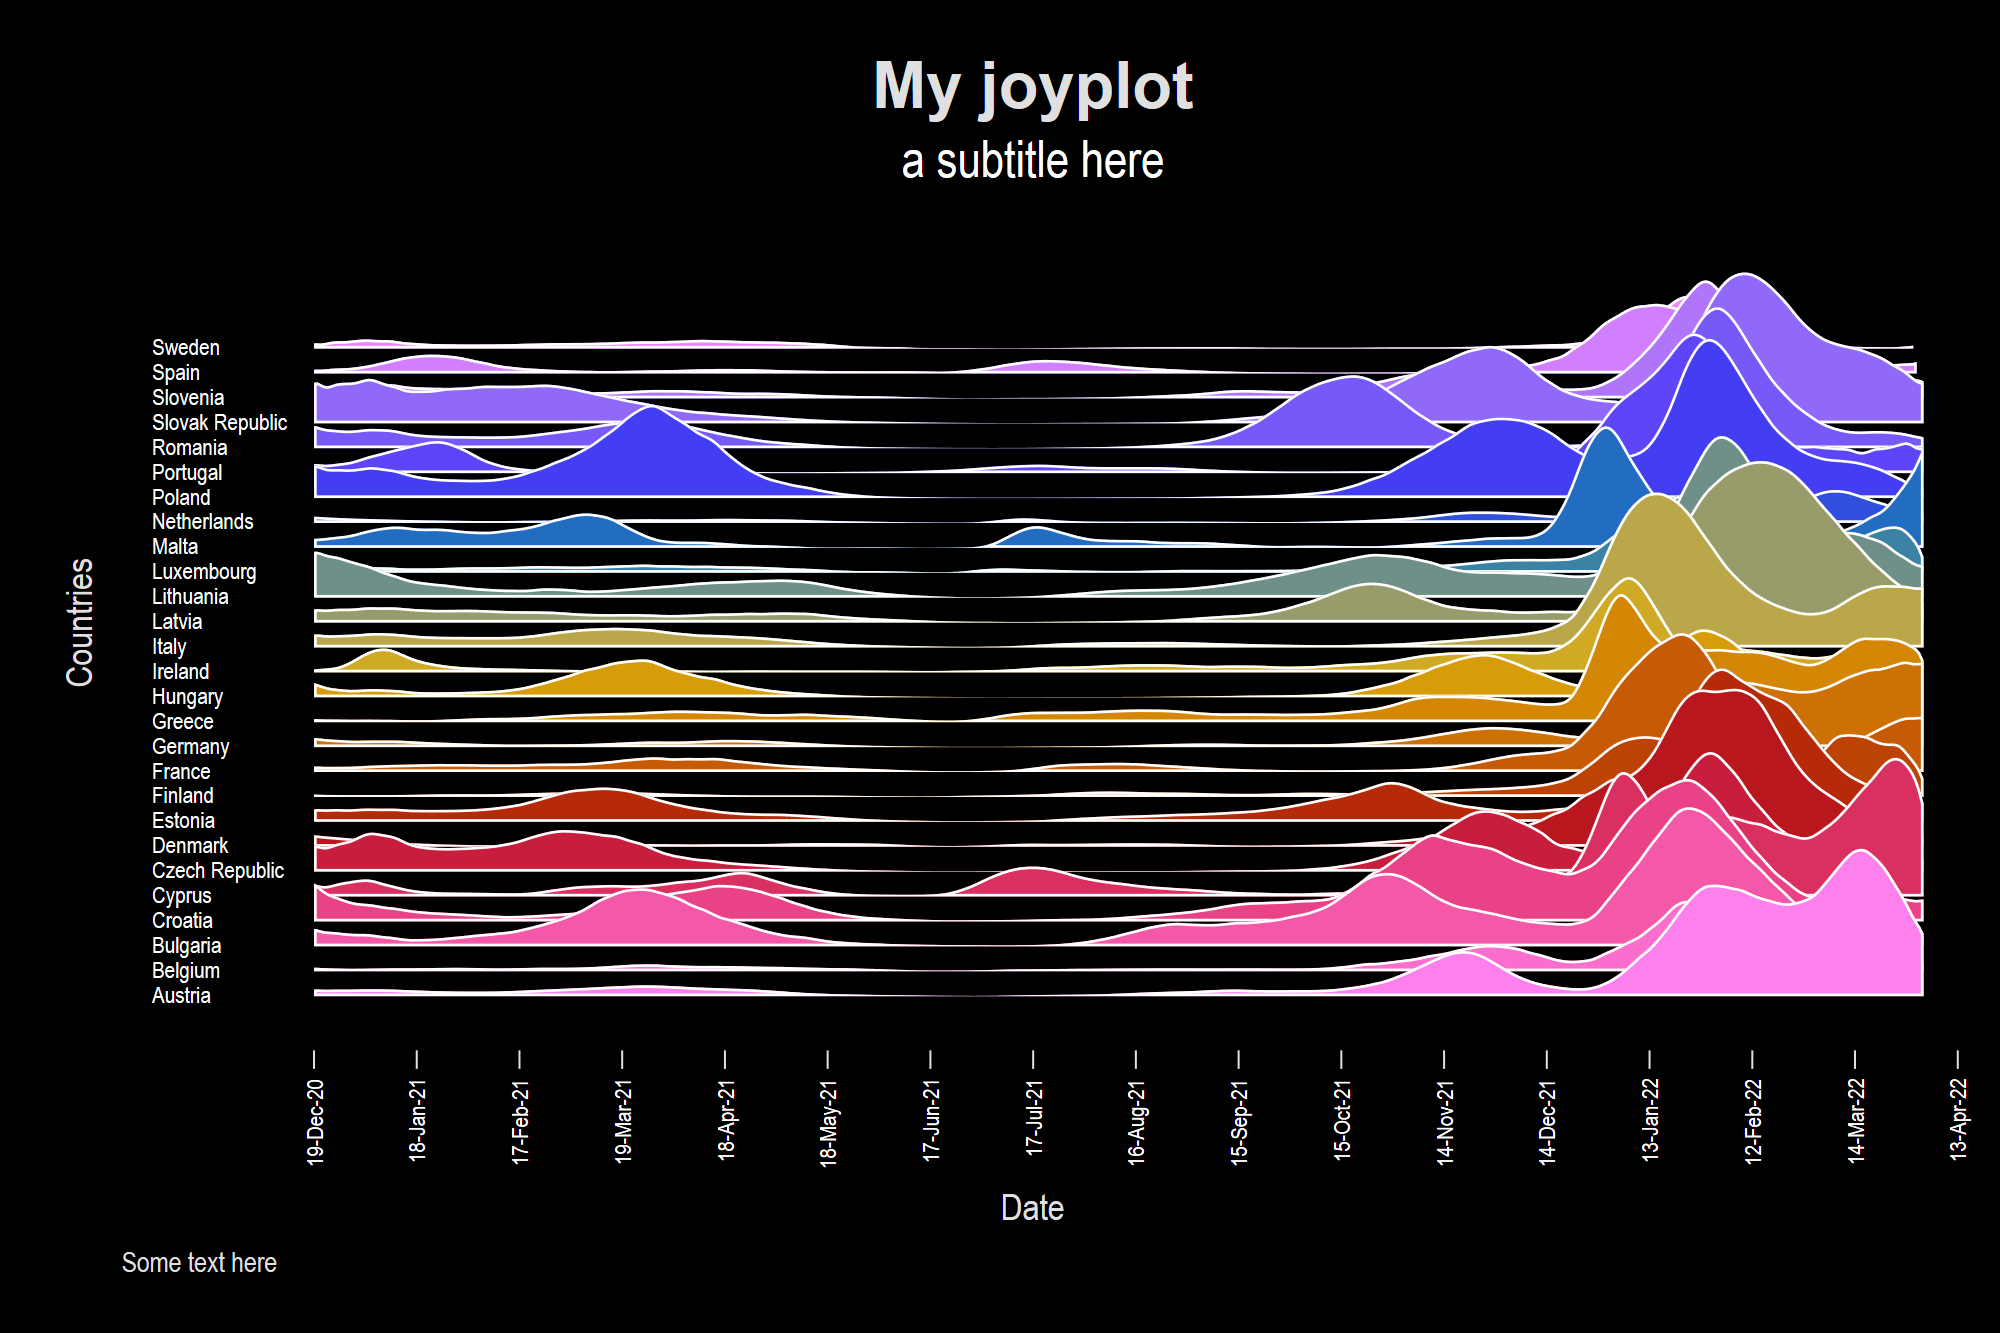 My joyplot
a subtitle here
Sweden
Spain
Slovenia
Slovak Republic
Romania
Portugal
Poland
Netherlands
Malta
Luxembourg
Lithuania
Latvia
Italy
Ireland
Hungary
Greece
Germany
France
Finland
Estonia
Denmark
Czech Republic
Cyprus
Croatia
Bulgaria
Belgium
Austria
Countries
19-Dec-20
18-Jan-21
17-Feb-21
19-Mar-21
18-Apr-21
18-May-21
17-Jun-21
17-Jul-21
16-Aug-21
15-Sep-21
15-Oct-21
14-Nov-21
14-Dec-21
13-Jan-22
12-Feb-22
14-Mar-22
13-Apr-22
Date
Some text here